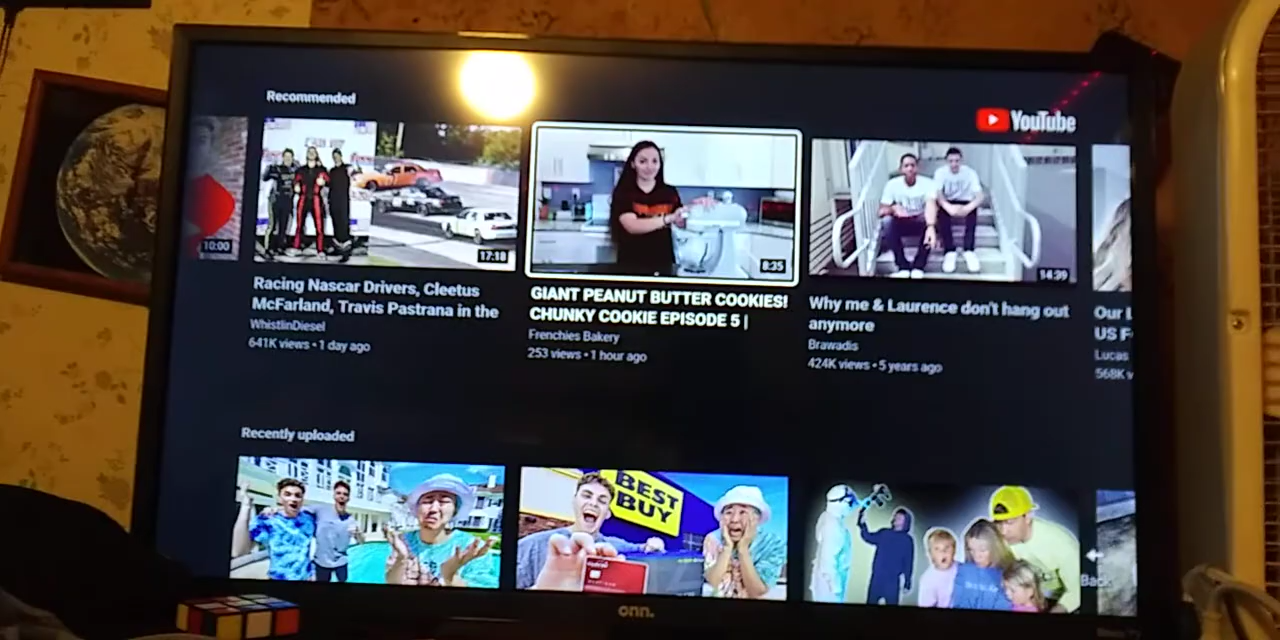 Recommended
YouTube
10:00
17:18
8:35
14:39
Racing Nascar Drivers, Cleetus
McFarland, Travis Pastrana in the
WhistlinDiesel
641K views • 1 day ago
GIANT PEANUT BUTTER COOKIES!
CHUNKY COOKIE EPISODE 5 |
Frenchies Bakery
253 views • 1 hour ago
Why me & Laurence don't hang out
anymore
Brawadis
424K views • 5 years ago
Our
US F
Lucas
568K
Recently uploaded
BEST
BUY
Back
onn.